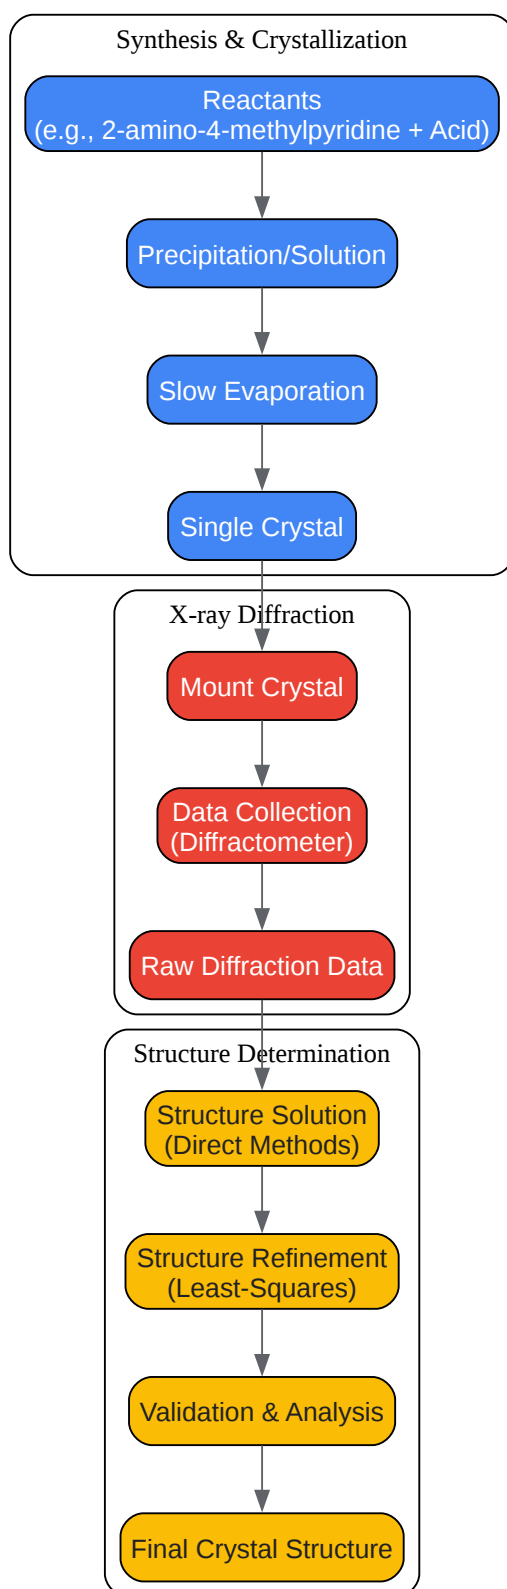 Synthesis & Crystallization
Reactants
(e.g., 2-amino-4-methylpyridine + Acid)
Precipitation/Solution
Slow Evaporation
Single Crystal
X-ray Diffraction
Mount Crystal
Data Collection
(Diffractometer)
Raw Diffraction Data
Structure Determination
Structure Solution
(Direct Methods)
Structure Refinement
(Least-Squares)
Validation & Analysis
Final Crystal Structure